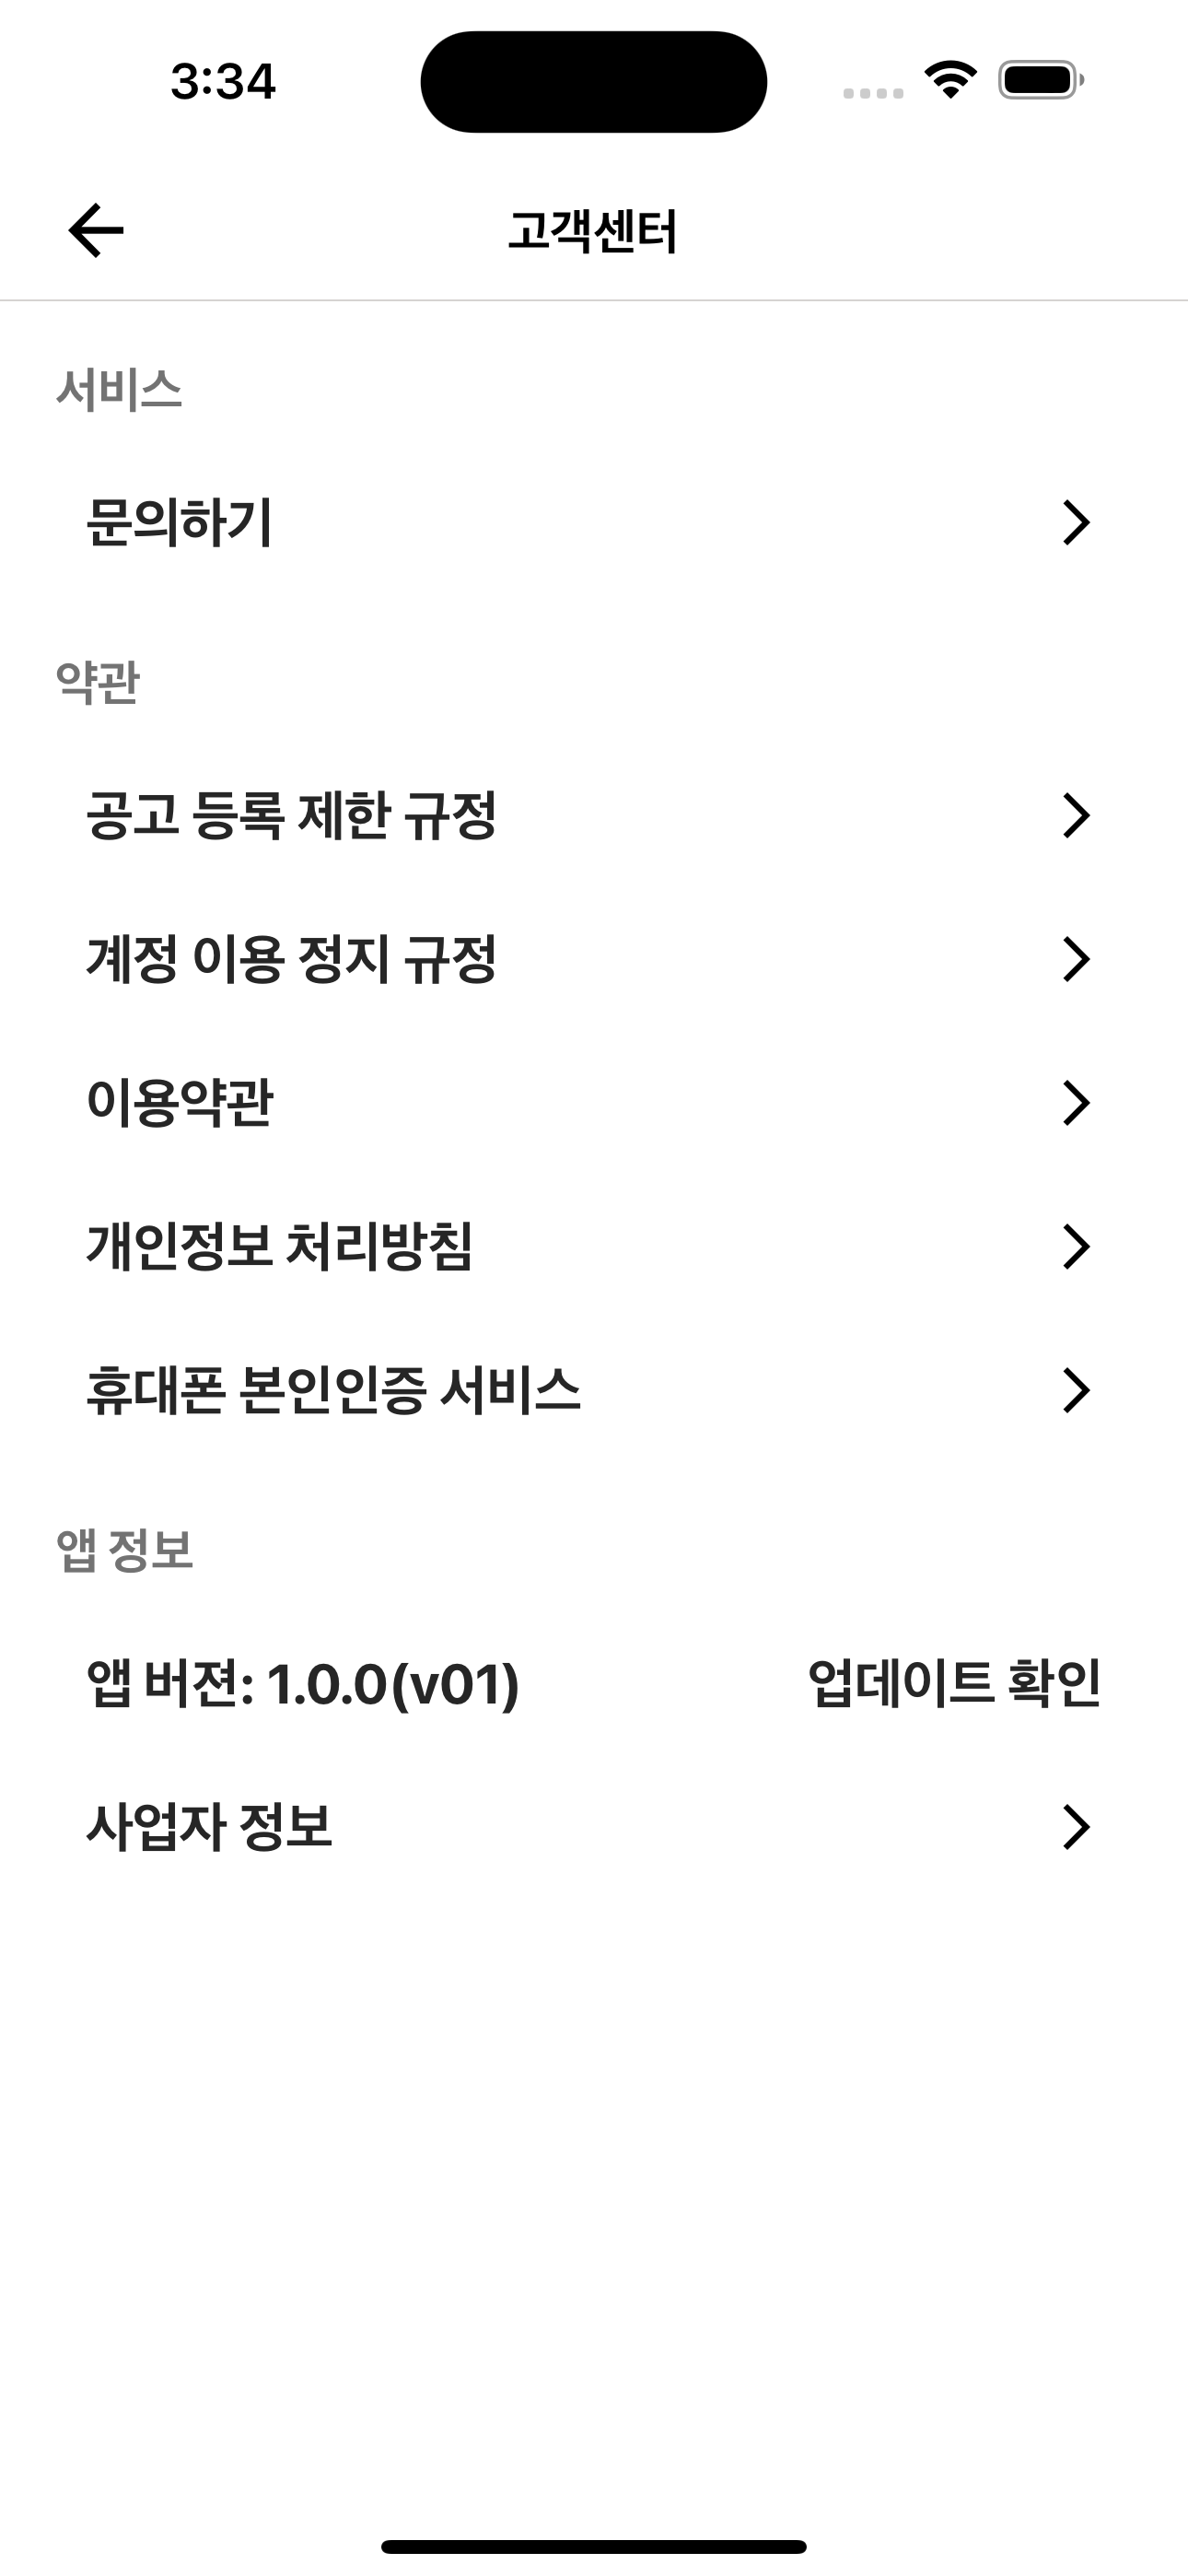 3:34
고객센터
서비스
문의하기
약관
공고 등록 제한 규정
계정 이용 정지 규정
이용약관
개인정보 처리방침
휴대폰 본인인증 서비스
앱 정보
앱 버젼: 1.0.0(v01) 업데이트 확인
사업자 정보